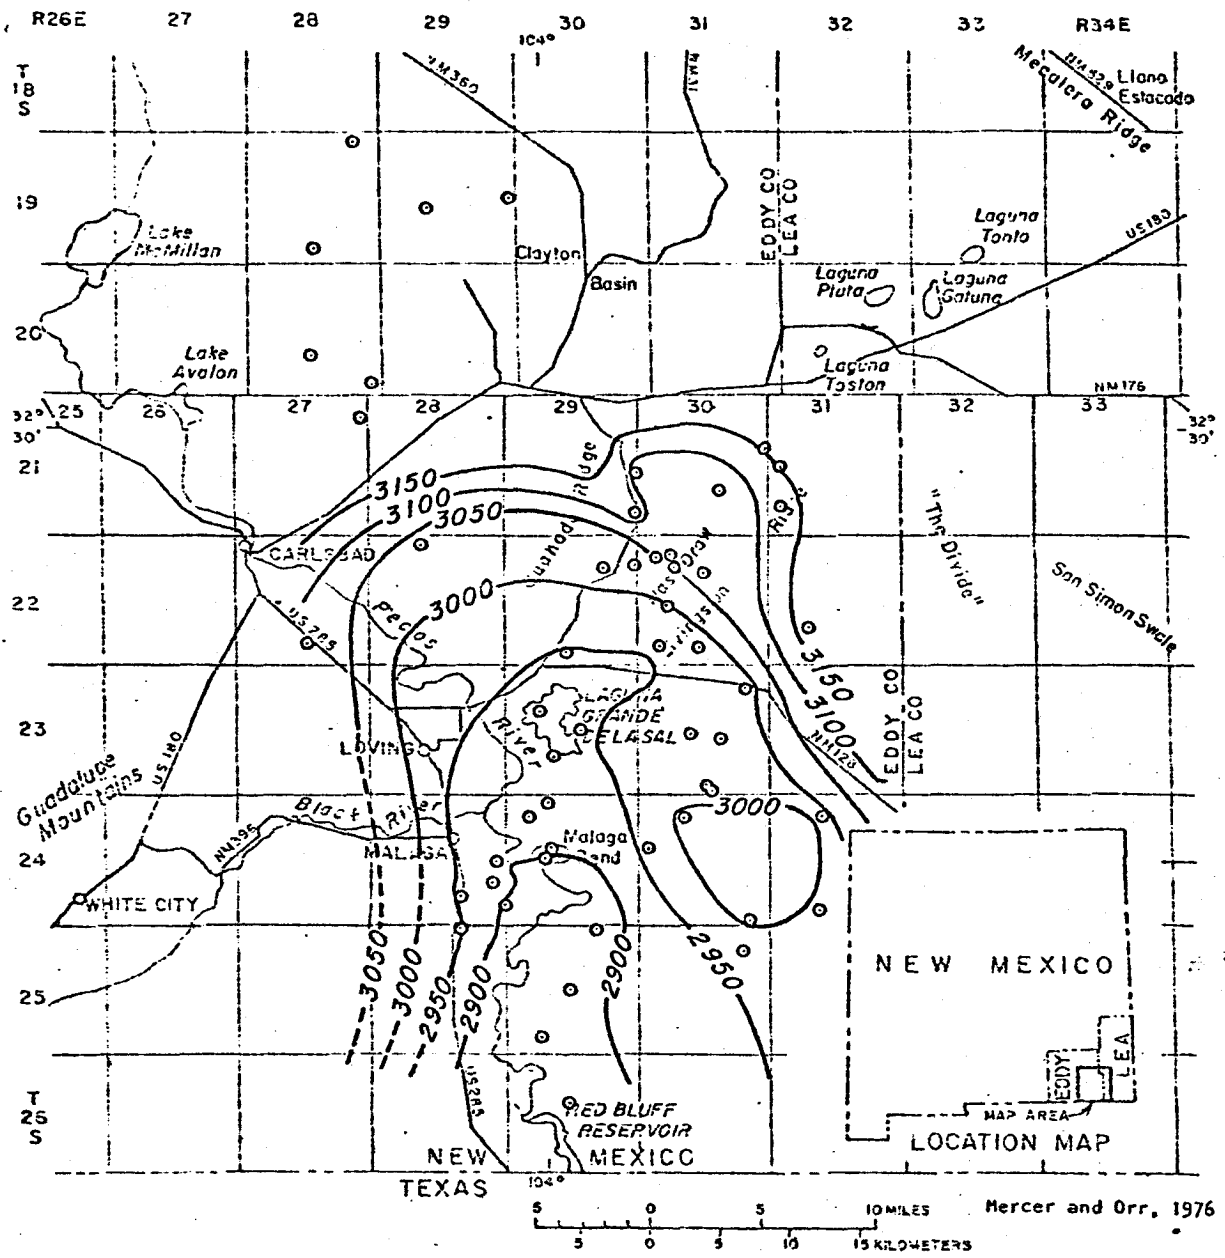 R26E 27 28 29 30 31 32 33 R34E
104°
T
18
S
NM360
NM529
Mecalera Ridge
Llano
Estacado
19
Lake
McMillan
EDDY CO
LEA CO
Laguna
Tonto
US180
Clayton
Basin
Laguna
Plata
Laguna
Gatuna
20
Lake
Avalon
Laguna
Toston
NM176
32°
30'
25 26 27 28 29 30 31 32 33
32°
30'
21
3150
3100
3050
Ridge
CARLSBAD
Draw
"The Divide"
San Simon Swale
22
3000
Pecos
US285
3150
3100
EDDY CO
LEA CO
23
LAGUNA
GRANDE
DE LA SAL
River
LOVING
NM128
US180
Guadalupe
Mountains
Black River
3000
NM396
MALAGA
Malaga
Bend
24
WHITE CITY
25
3050
3000
2950
2900
2900
2950
NEW MEXICO
EDDY
LEA
MAP AREA
LOCATION MAP
T
26
S
US285
RED BLUFF
RESERVOIR
NEW MEXICO
TEXAS
104°
5 0 5 10 MILES
5 0 5 10 15 KILOMETERS
Mercer and Orr, 1976